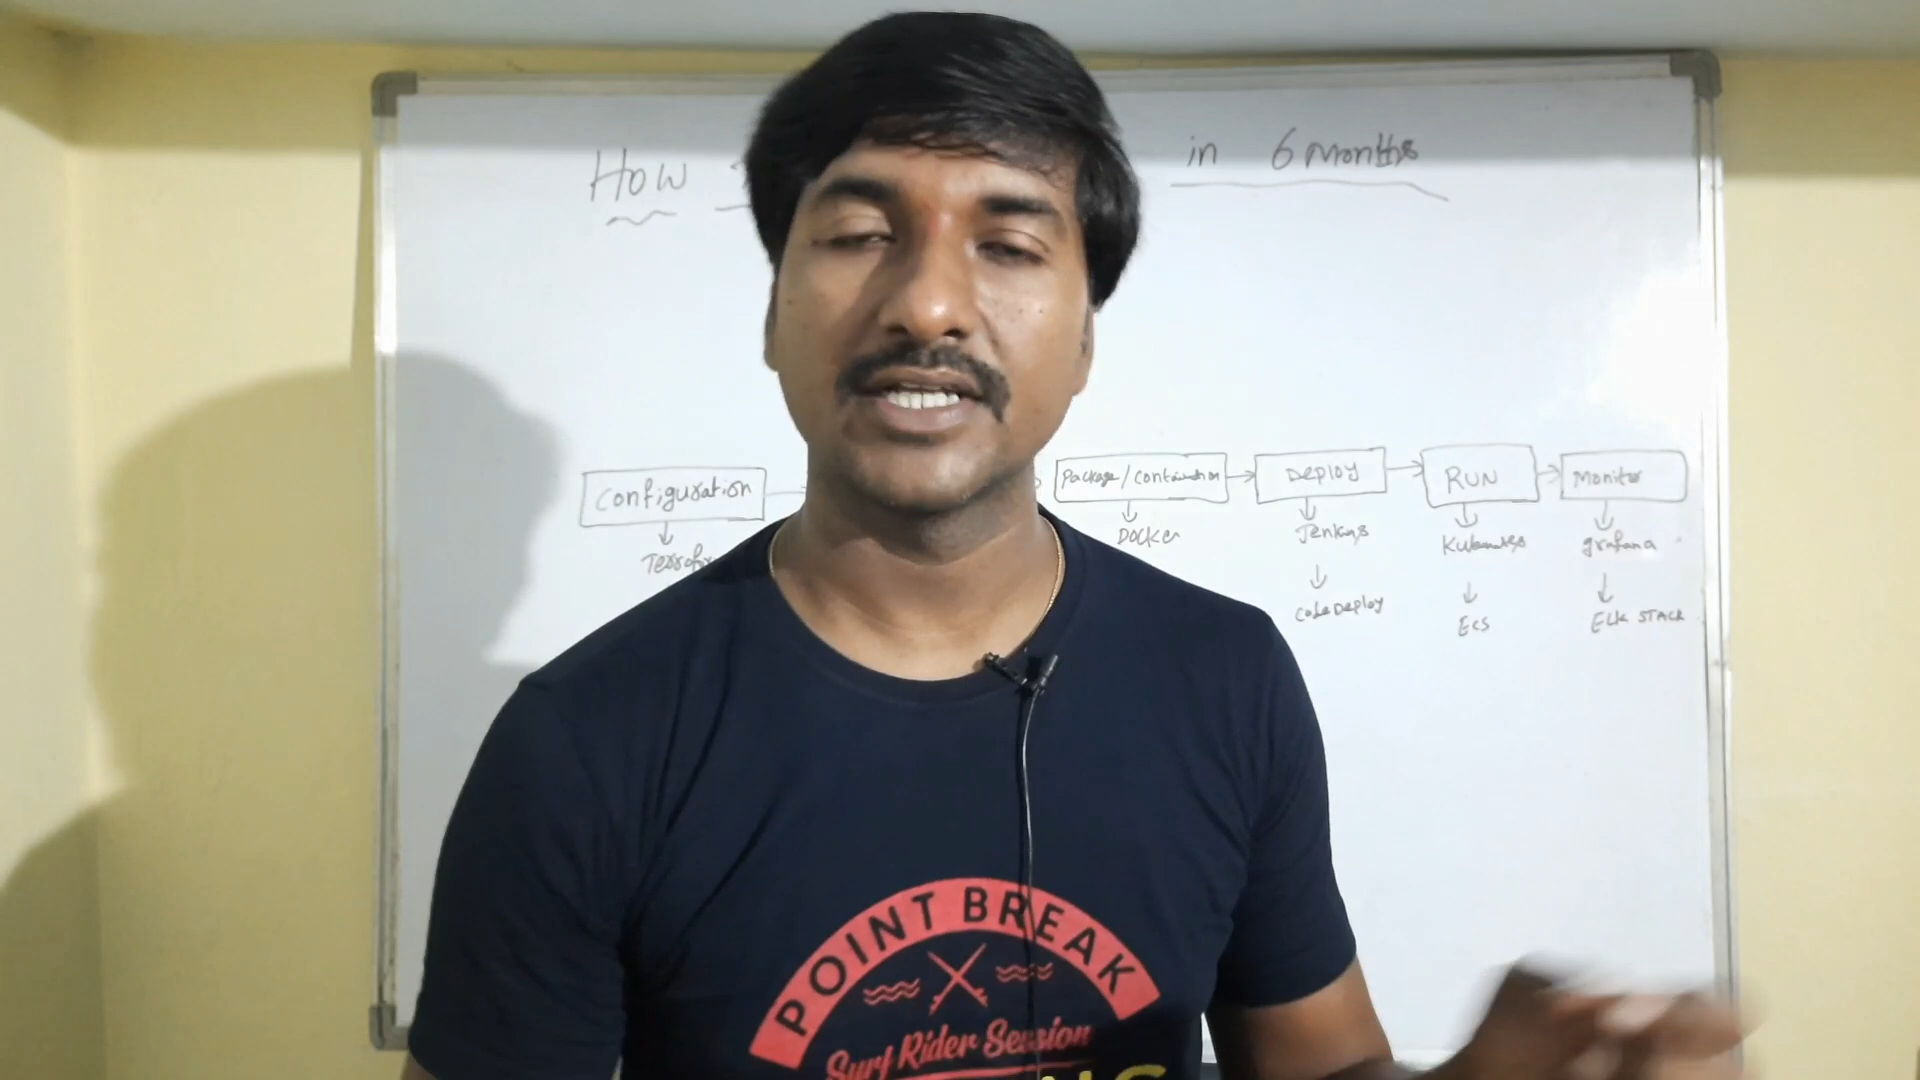 How in 6 Months
Configuration
Package/Containation
Deploy
RUN
Monitor
Docker
Jenkins
Kubernetes
grafana
CodeDeploy
ECS
ELK STACK
POINT BREAK
Surf Rider Session